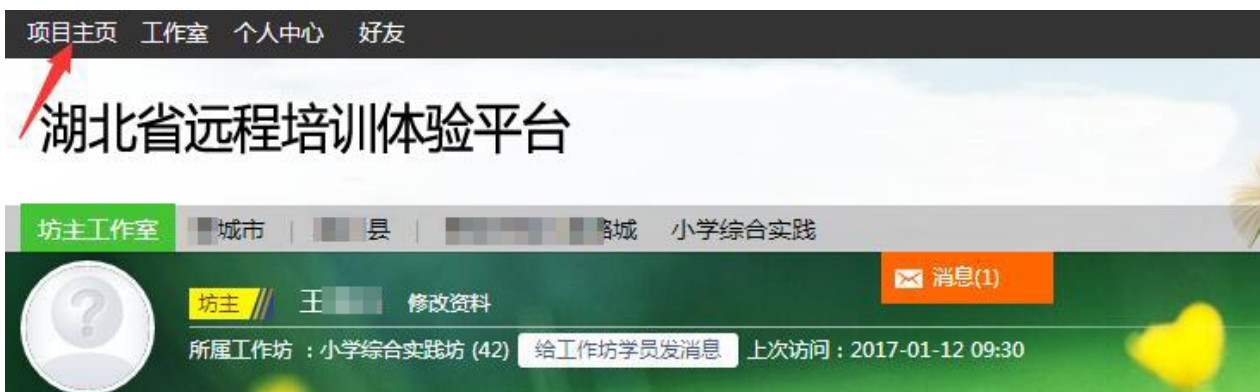 项目主页 工作室 个人中心 好友
湖北省远程培训体验平台
坊主工作室 城市 | 县 | 城 小学综合实践
消息(1)
坊主 王 修改资料
所属工作坊 :小学综合实践坊 (42) 给工作坊学员发消息 上次访问:2017-01-12 09:30